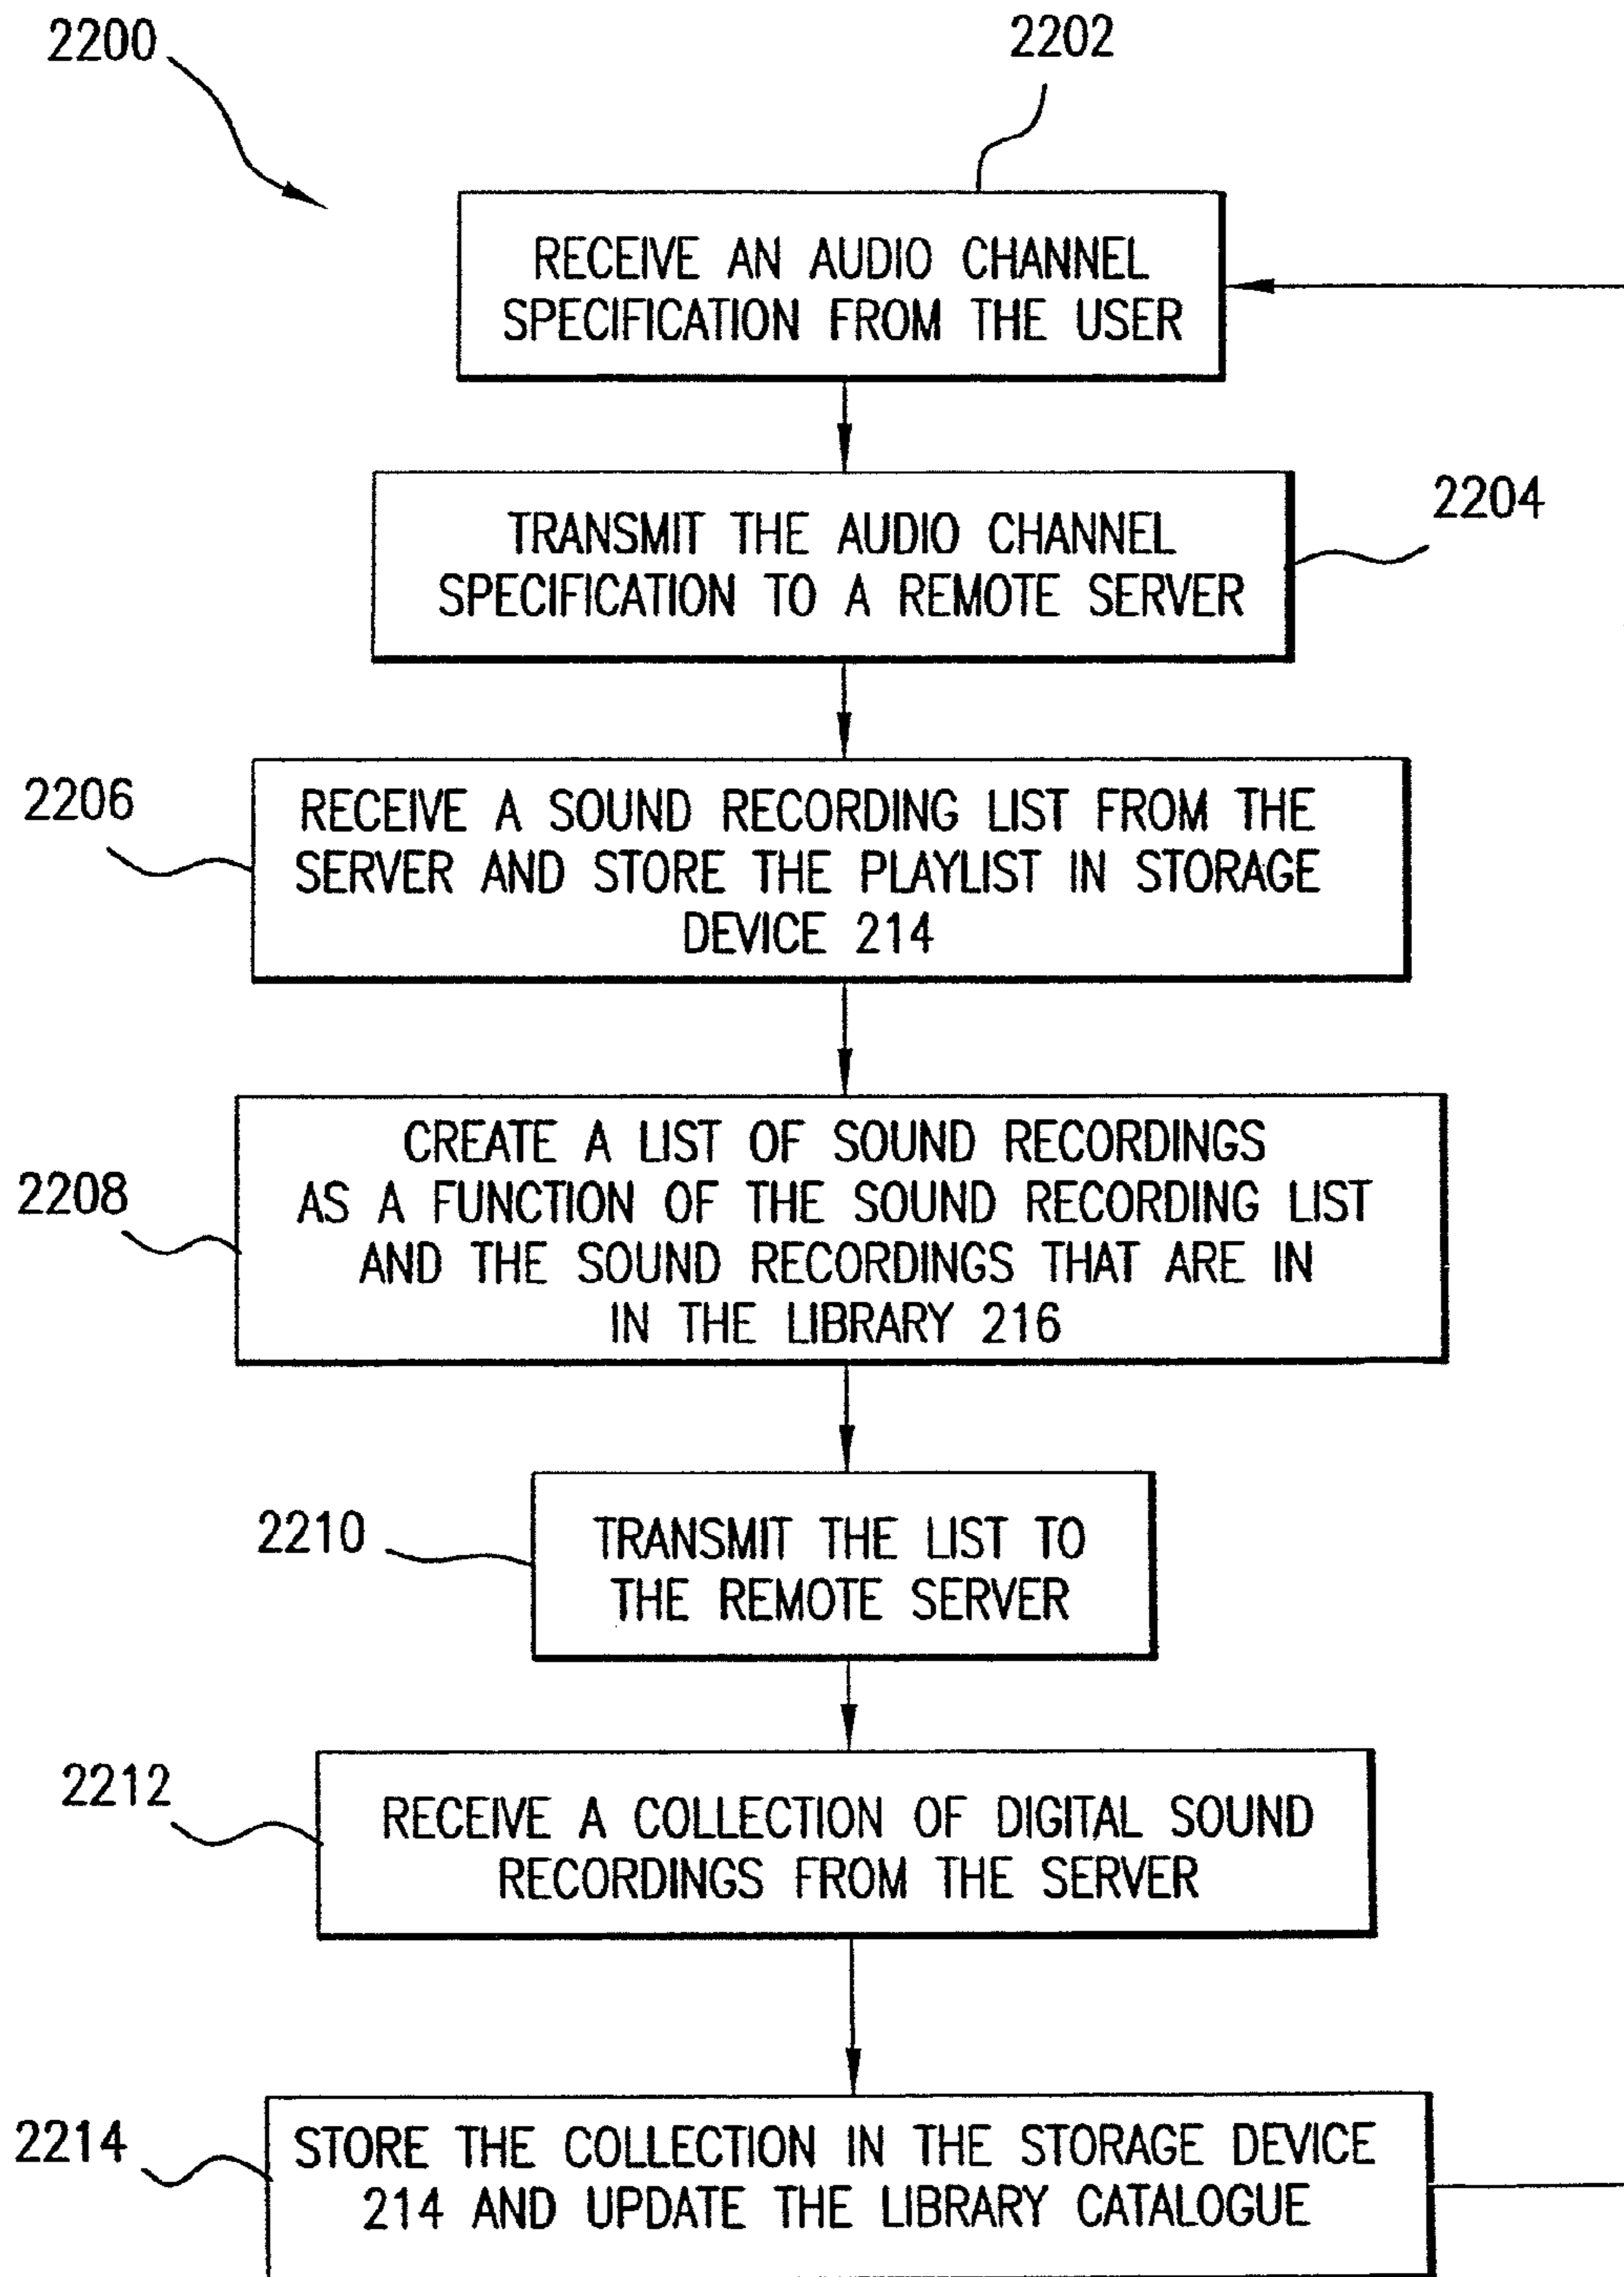 2200
2202
RECEIVE AN AUDIO CHANNEL
SPECIFICATION FROM THE USER
TRANSMIT THE AUDIO CHANNEL
SPECIFICATION TO A REMOTE SERVER
2204
2206
RECEIVE A SOUND RECORDING LIST FROM THE
SERVER AND STORE THE PLAYLIST IN STORAGE
DEVICE 214
2208
CREATE A LIST OF SOUND RECORDINGS
AS A FUNCTION OF THE SOUND RECORDING LIST
AND THE SOUND RECORDINGS THAT ARE IN
IN THE LIBRARY 216
2210
TRANSMIT THE LIST TO
THE REMOTE SERVER
2212
RECEIVE A COLLECTION OF DIGITAL SOUND
RECORDINGS FROM THE SERVER
2214
STORE THE COLLECTION IN THE STORAGE DEVICE
214 AND UPDATE THE LIBRARY CATALOGUE